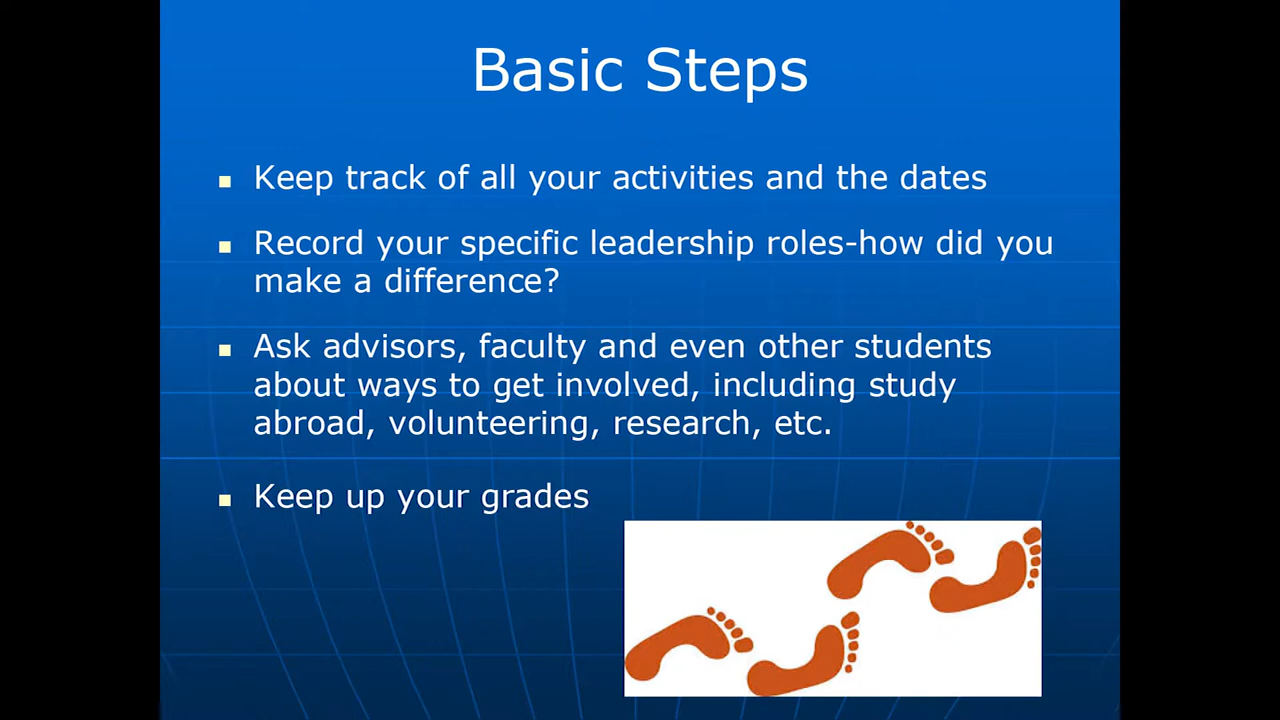 Basic Steps
Keep track of all your activities and the dates
Record your specific leadership roles-how did you
make a difference?
Ask advisors, faculty and even other students
about ways to get involved, including study
abroad, volunteering, research, etc.
Keep up your grades